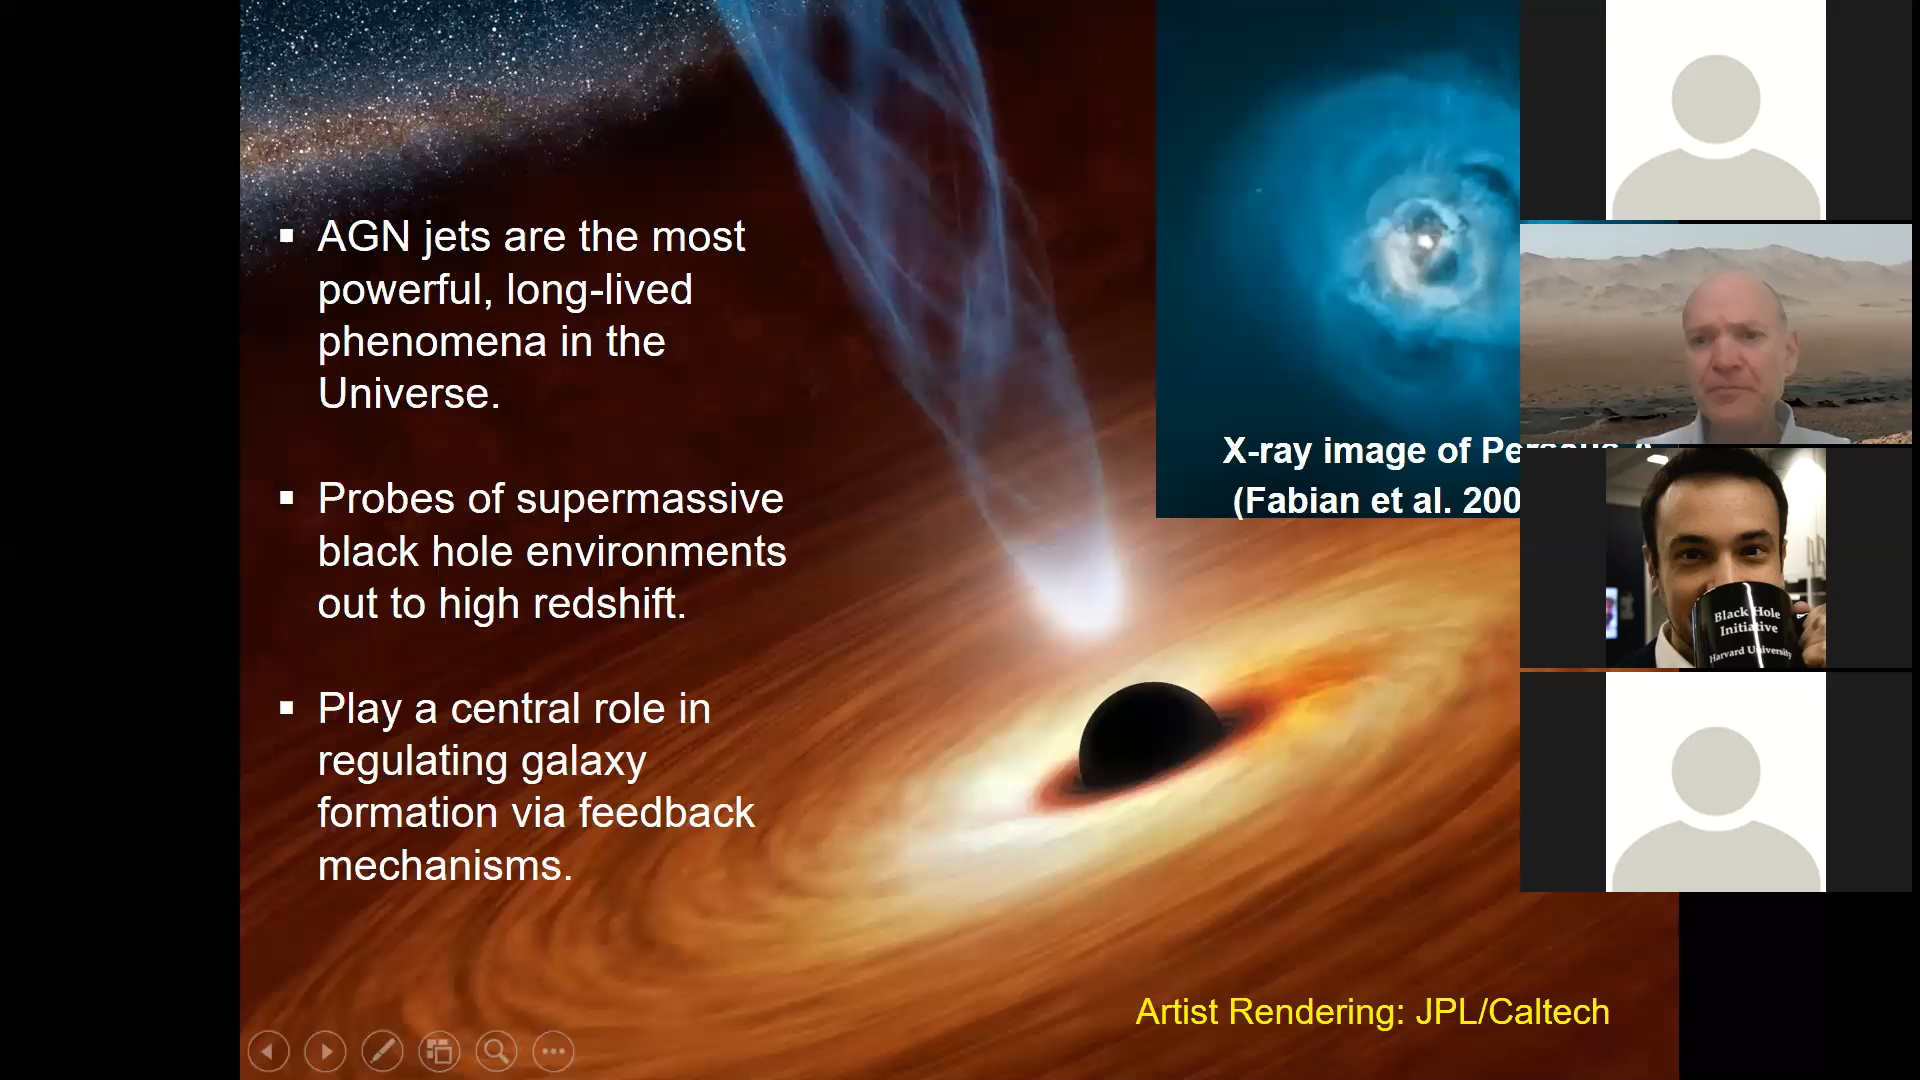 ▪ AGN jets are the most
powerful, long-lived
phenomena in the
Universe.
▪ Probes of supermassive
black hole environments
out to high redshift.
▪ Play a central role in
regulating galaxy
formation via feedback
mechanisms.
X-ray image of
(Fabian et al. 200
Black Hole
Initiative
Harvard University
Artist Rendering: JPL/Caltech